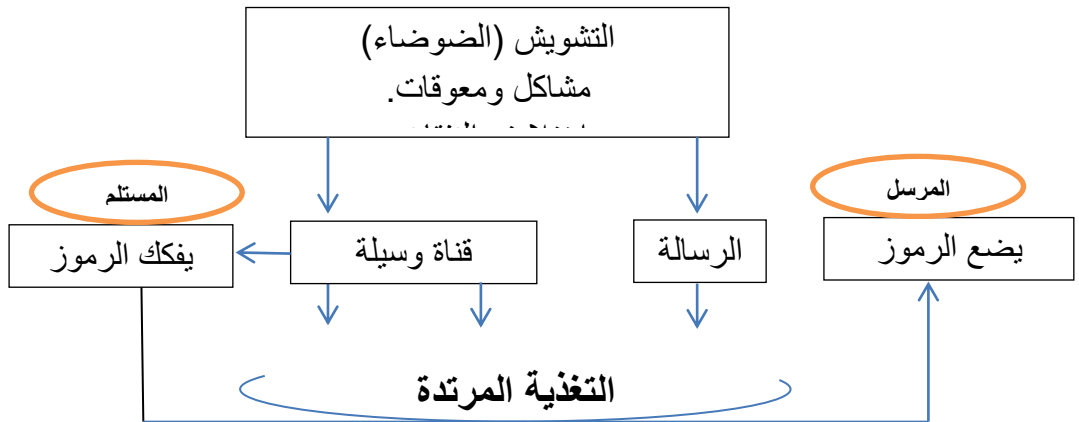 التشويش (الضوضاء)
مشاكل ومعوقات.
المرسل
المستلم
يضع الرموز
الرسالة
قناة وسيلة
يفكك الرموز
التغذية المرتدة